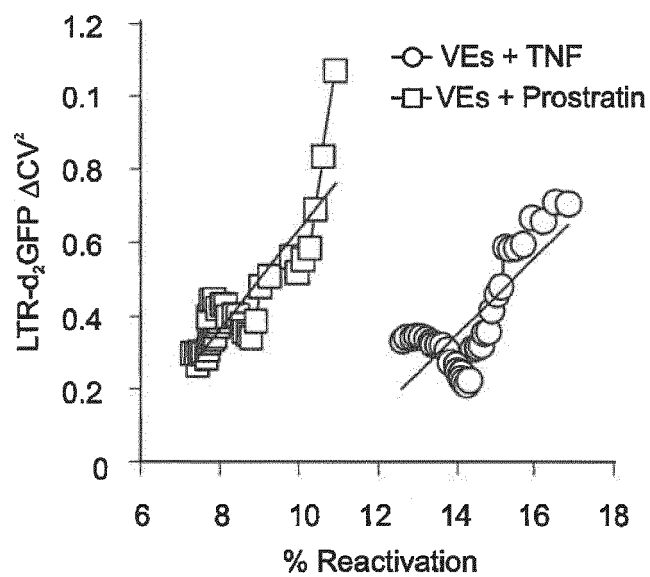 1.2
0.1
0.8
0.6
0.4
0.2
0
LTR-d₂GFP ΔCV²
VEs + TNF
VEs + Prostratin
6 8 10 12 14 16 18
% Reactivation